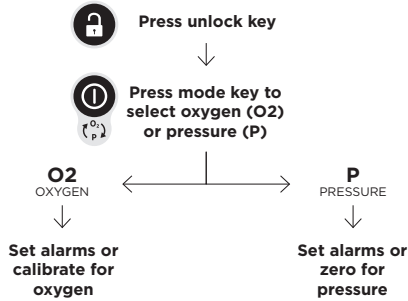 Press unlock key
Press mode key to
select oxygen (O2)
or pressure (P)
O2
P
O2
OXYGEN
P
PRESSURE
Set alarms or
calibrate for
oxygen
Set alarms or
zero for
pressure